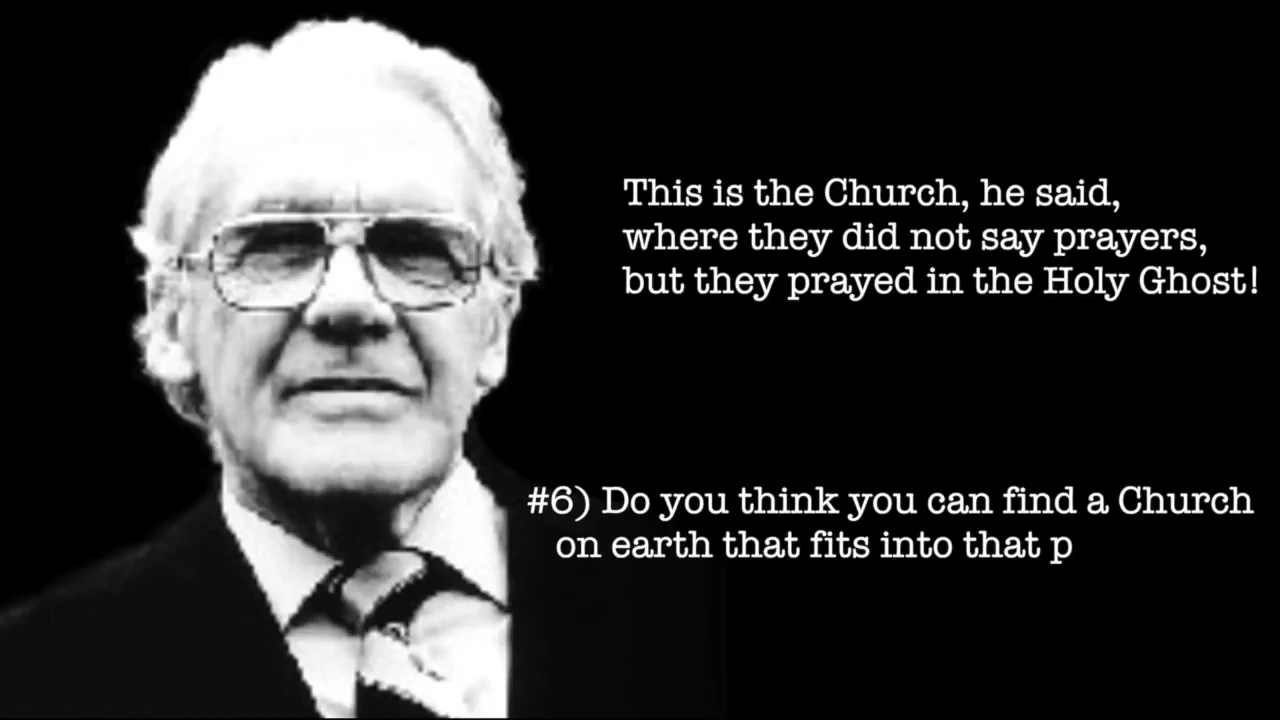 This is the Church, he said,
where they did not say prayers,
but they prayed in the Holy Ghost!
#6) Do you think you can find a Church
on earth that fits into that p